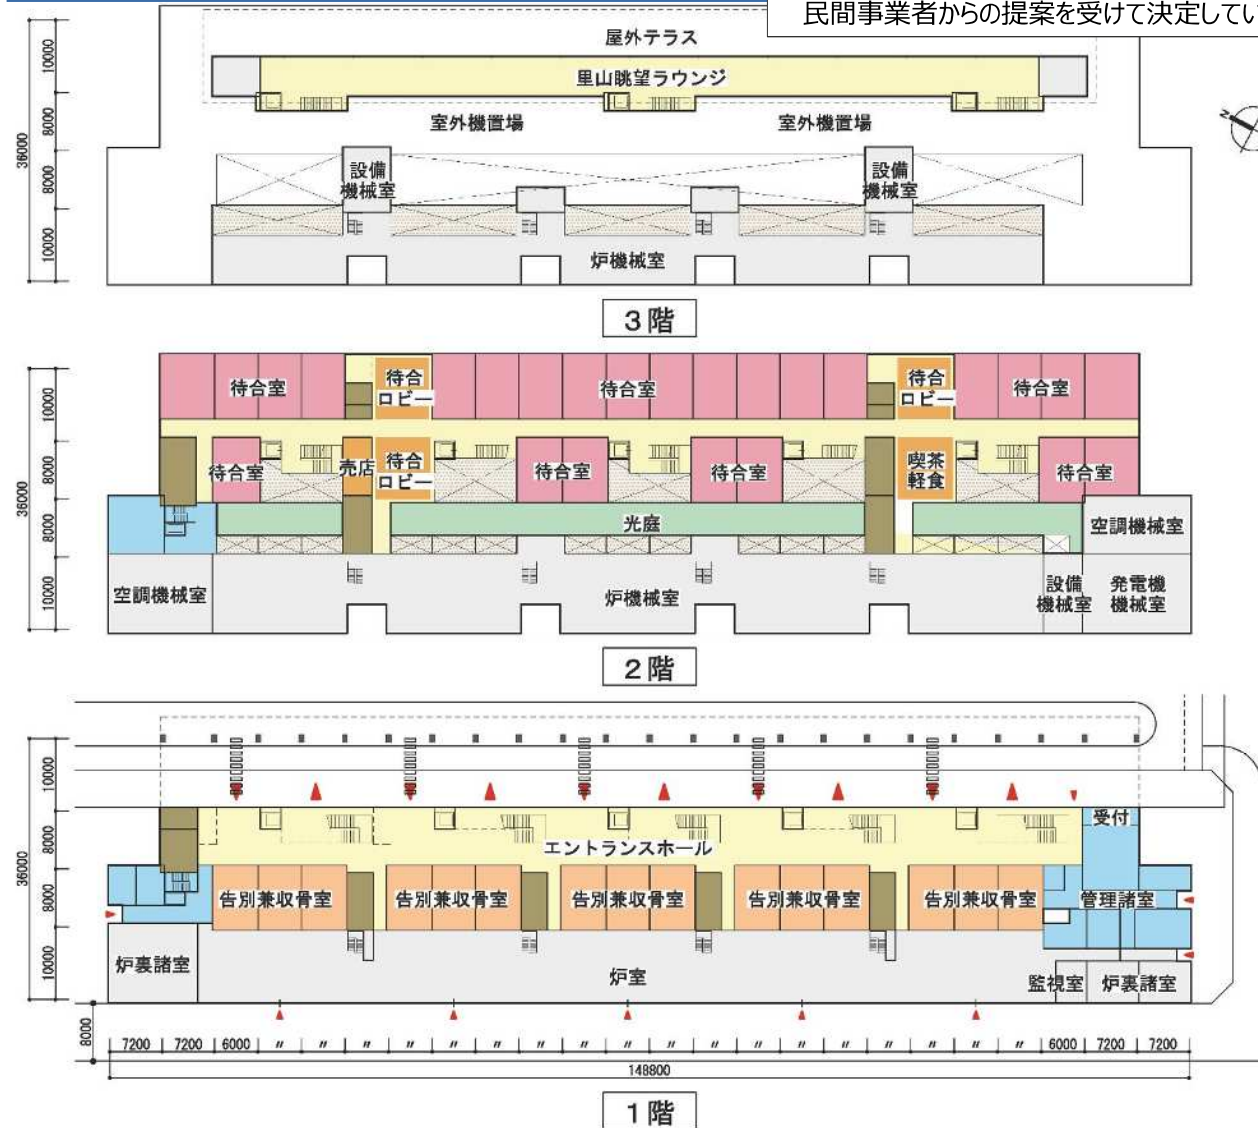 民間事業者からの提案を受けて決定してい
屋外テラス
里山眺望ラウンジ
室外機置場
室外機置場
設備
機械室
設備
機械室
炉機械室
10000
8000
8000
10000
36000
N
3階
待合室
待合
ロビー
待合室
待合
ロビー
待合室
待合室
売店
待合
ロビー
待合室
待合室
喫茶
軽食
待合室
光庭
空調機械室
空調機械室
炉機械室
設備
機械室
発電機
機械室
10000
8000
8000
10000
36000
2階
受付
エントランスホール
告別兼収骨室
告別兼収骨室
告別兼収骨室
告別兼収骨室
告別兼収骨室
管理諸室
炉裏諸室
炉室
監視室
炉裏諸室
10000
8000
8000
10000
36000
8000
7200 7200 6000 〃 〃 〃 〃 〃 〃 〃 〃 〃 〃 〃 〃 〃 〃 〃 〃 〃 〃 6000 7200 7200
148800
1階